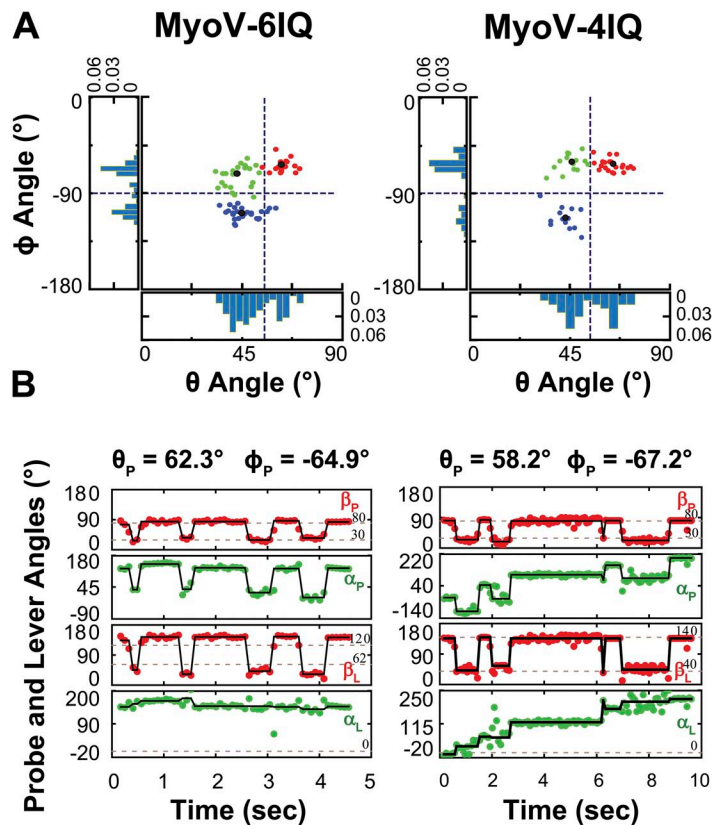 A
MyoV-6IQ
MyoV-4IQ
0.06 0.03 0
0.06 0.03 0
ϕ Angle (°)
0
-90
-180
0
-90
-180
0
0.03
0.06
0
0.03
0.06
0 45 90
0 45 90
θ Angle (°)
θ Angle (°)
B
θP = 62.3° ϕP = -64.9°
θP = 58.2° ϕP = -67.2°
Probe and Lever Angles (°)
180
90
0
βP
80
30
180
45
-90
αP
180
90
0
120
62
βL
200
90
-20
αL
0
0 1 2 3 4 5
Time (sec)
180
90
0
βP
80
30
220
40
-140
αP
180
90
0
140
40
βL
250
115
-20
αL
0
0 2 4 6 8 10
Time (sec)